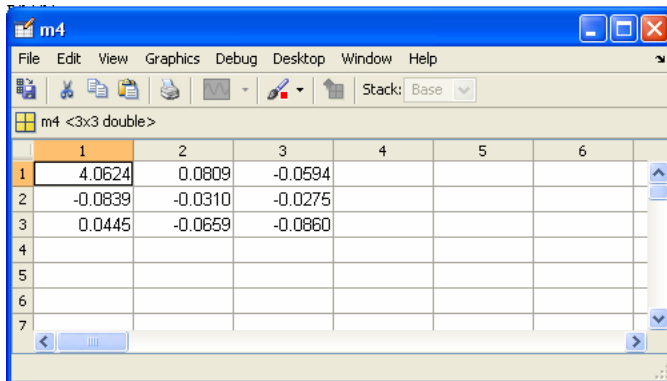 m4
File Edit View Graphics Debug Desktop Window Help
Stack: Base
m4 <3x3 double>
1 2 3 4 5 6
1 4.0624 0.0809 -0.0594
2 -0.0839 -0.0310 -0.0275
3 0.0445 -0.0659 -0.0860
4
5
6
7